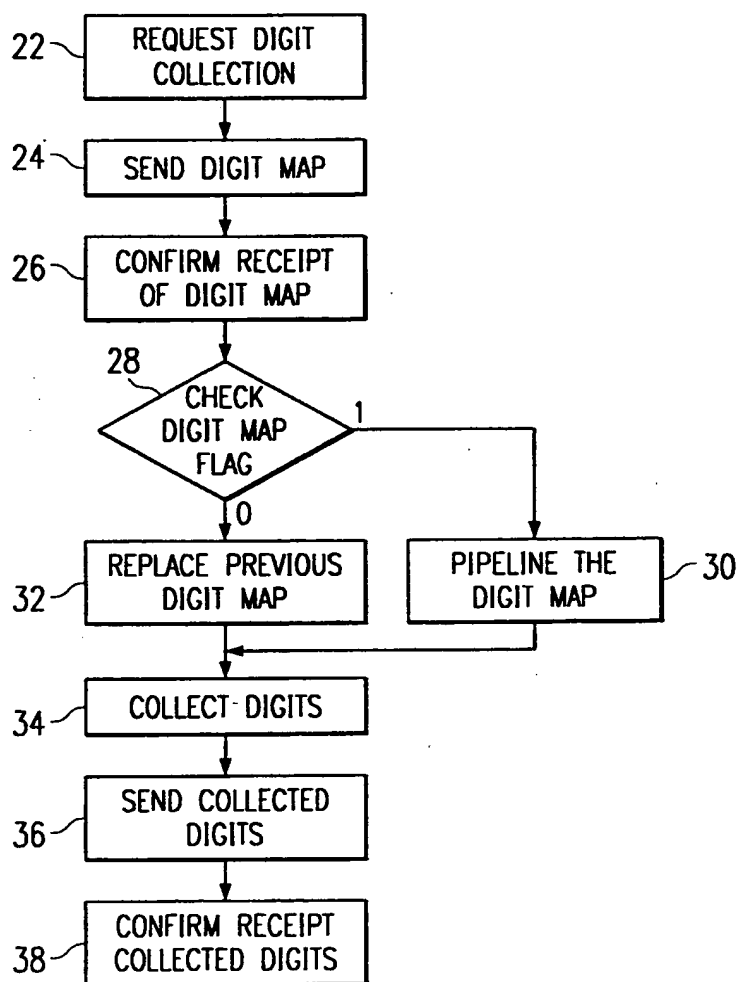 22
REQUEST DIGIT
COLLECTION
24
SEND DIGIT MAP
26
CONFIRM RECEIPT
OF DIGIT MAP
28
CHECK
DIGIT MAP
FLAG
1
0
32
REPLACE PREVIOUS
DIGIT MAP
PIPELINE THE
DIGIT MAP
30
34
COLLECT DIGITS
36
SEND COLLECTED
DIGITS
38
CONFIRM RECEIPT
COLLECTED DIGITS